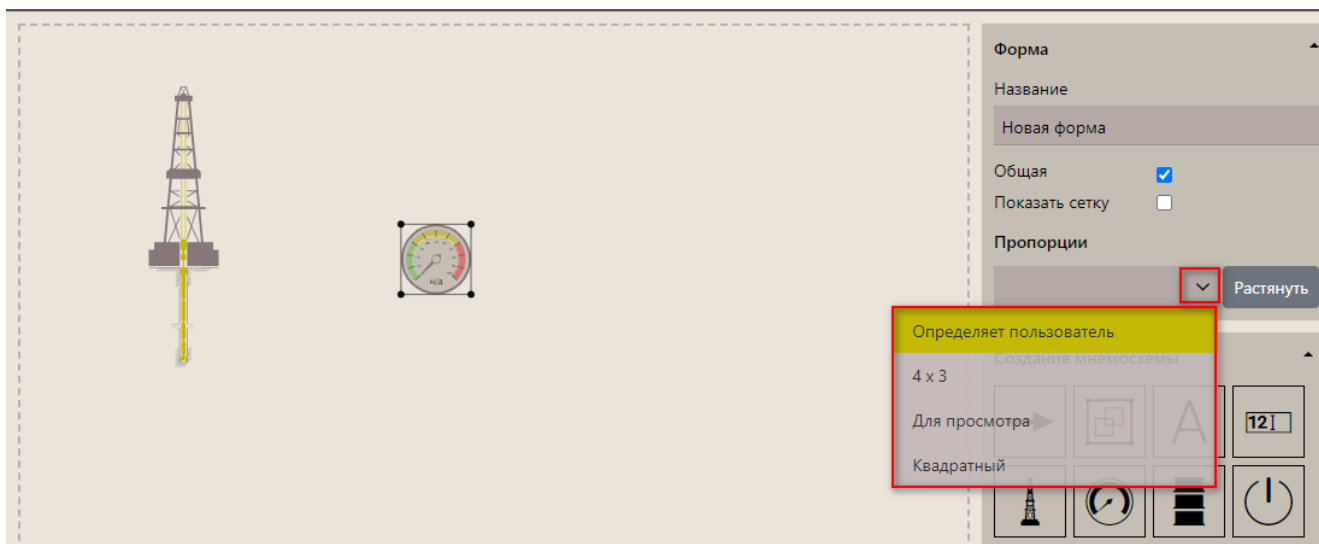 Форма
Название
Новая форма
Общая
Показать сетку
Пропорции
Растянуть
Определяет пользователь
Создание мнемосхемы
4 x 3
Для просмотра
Квадратный
Н/Д
A
12